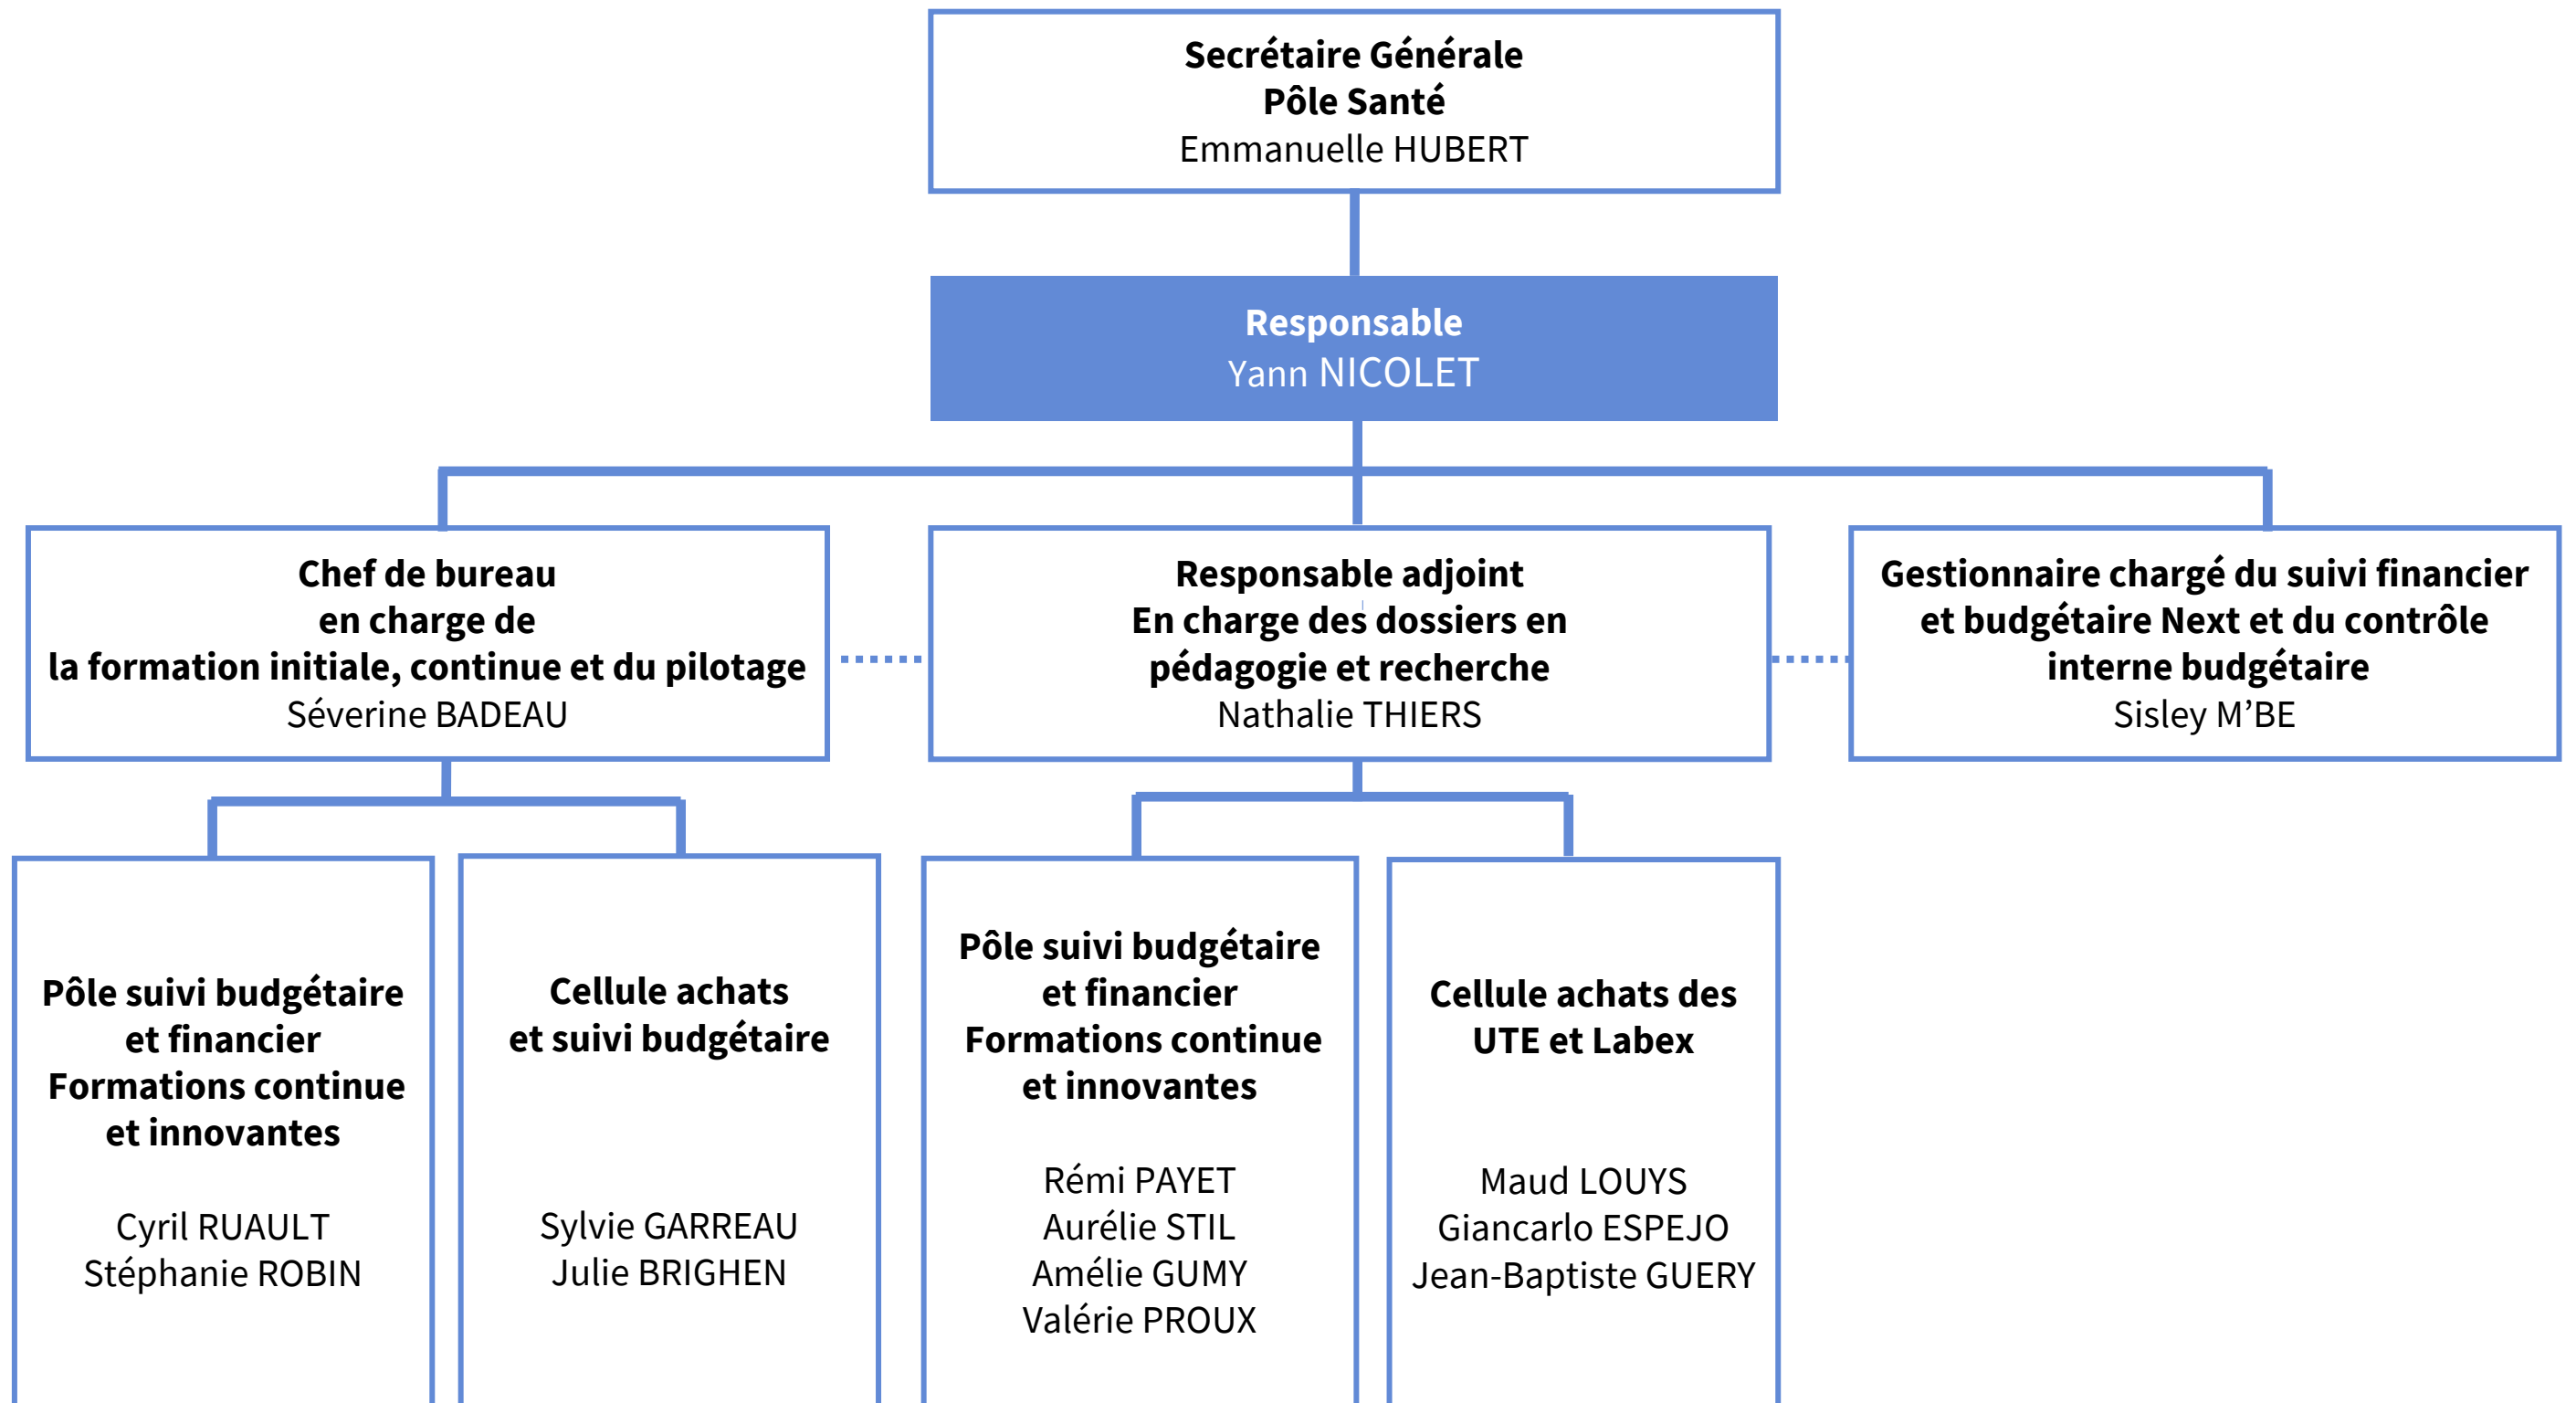 Secrétaire Générale
Pôle Santé
Emmanuelle HUBERT
Responsable
Yann NICOLET
Chef de bureau
en charge de
la formation initiale, continue et du pilotage
Séverine BADEAU
Responsable adjoint
En charge des dossiers en
pédagogie et recherche
Nathalie THIERS
Gestionnaire chargé du suivi financier
et budgétaire Next et du contrôle
interne budgétaire
Sisley M’BE
Pôle suivi budgétaire
et financier
Formations continue
et innovantes
Cyril RUAULT
Stéphanie ROBIN
Cellule achats
et suivi budgétaire
Sylvie GARREAU
Julie BRIGHEN
Pôle suivi budgétaire
et financier
Formations continue
et innovantes
Rémi PAYET
Aurélie STIL
Amélie GUMY
Valérie PROUX
Cellule achats des
UTE et Labex
Maud LOUYS
Giancarlo ESPEJO
Jean-Baptiste GUERY